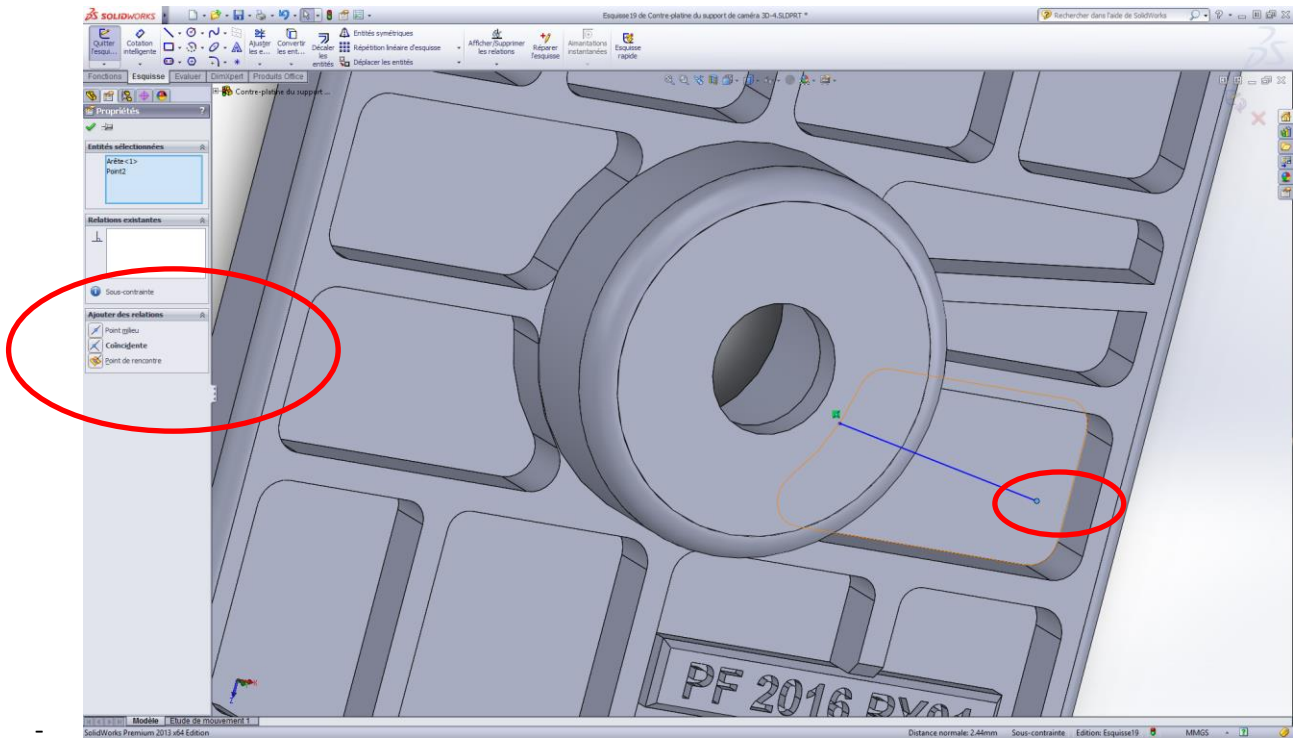 SOLIDWORKS
Esquisse19 de Contre-platine du support de caméra 3D-4.SLDPRT *
Rechercher dans l'aide de SolidWorks
Quitter l'esqui...
Cotation intelligente
Ajuster les e...
Convertir les ent...
Décaler les entités
Entités symétriques
Répétition linéaire d'esquisse
Déplacer les entités
Afficher/Supprimer les relations
Réparer l'esquisse
Alimentations instantanées
Esquisse rapide
Fonctions Esquisse Evaluer DimXpert Produits Office
Contre-platine du support ...
Propriétés ?
Entités sélectionnées
Arête<1>
Point2
Relations existantes
Sous-contrainte
Ajouter des relations
Point milieu
Coïncidente
Point de rencontre
PF 2016 RV01
Modèle Etude de mouvement 1
- SolidWorks Premium 2013 x64 Edition
Distance normale: 2.44mm Sous-contrainte Edition: Esquisse19 MMGS